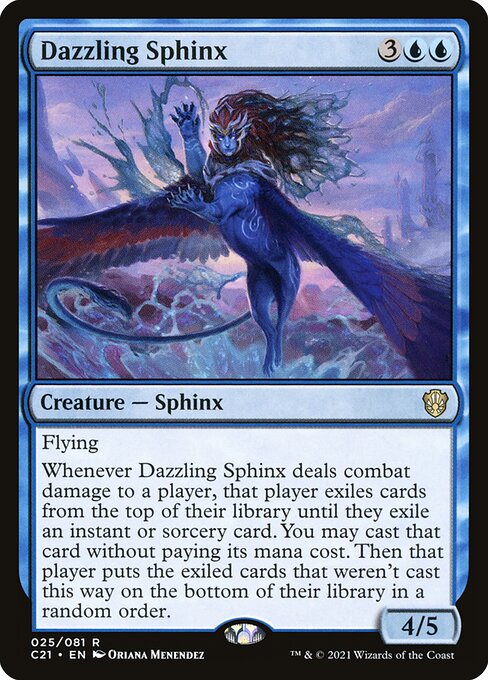 Dazzling Sphinx 3
Creature — Sphinx
Flying
Whenever Dazzling Sphinx deals combat
damage to a player, that player exiles cards
from the top of their library until they exile
an instant or sorcery card. You may cast that
card without paying its mana cost. Then that
player puts the exiled cards that weren't cast
this way on the bottom of their library in a
random order.
4/5
025/081 R
C21 • EN Oriana Menendez
™ & © 2021 Wizards of the Coast